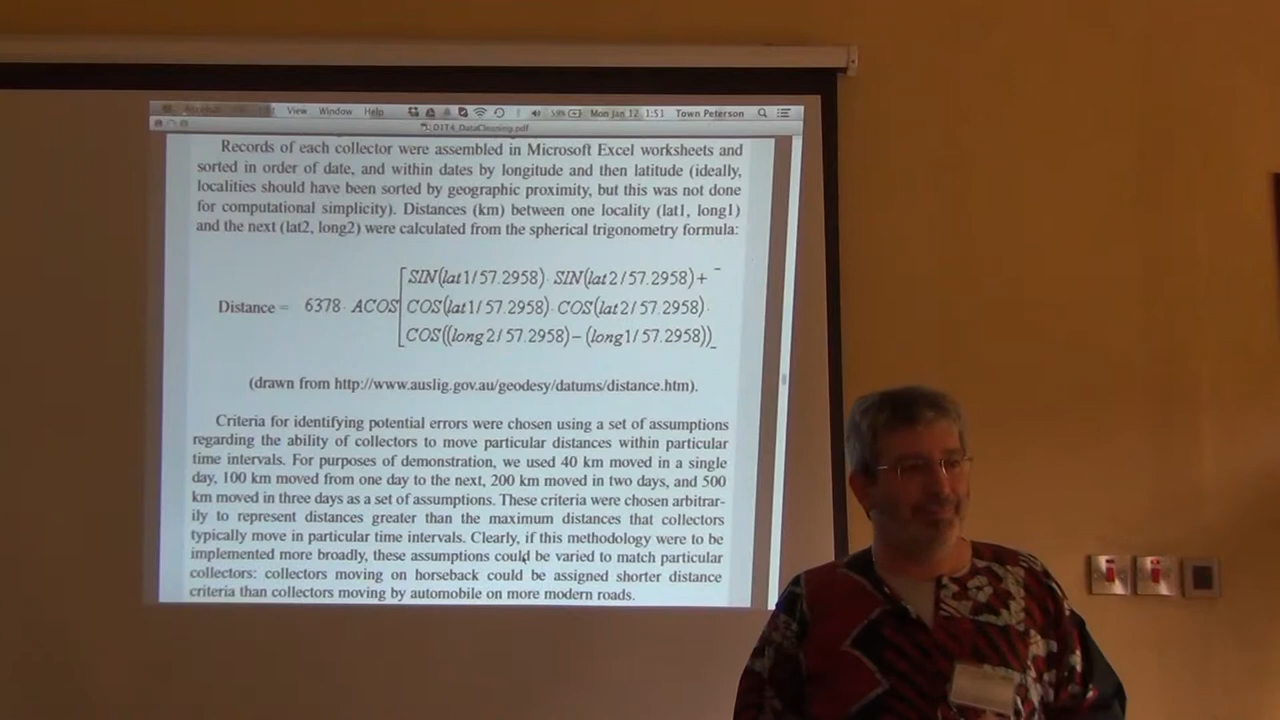 View Window Help 59% Mon Jan 12 1:51 Town Peterson
D1T4_DataCleaning.pdf
Records of each collector were assembled in Microsoft Excel worksheets and
sorted in order of date, and within dates by longitude and then latitude (ideally,
localities should have been sorted by geographic proximity, but this was not done
for computational simplicity). Distances (km) between one locality (lat1, long1)
and the next (lat2, long2) were calculated from the spherical trigonometry formula:
SIN(lat1/57.2958)· SIN(lat2/57.2958)+
Distance = 6378· ACOS COS(lat1/57.2958)· COS(lat2/57.2958)·
COS((long2/57.2958)−(long1/57.2958))
(drawn from http://www.auslig.gov.au/geodesy/datums/distance.htm).
Criteria for identifying potential errors were chosen using a set of assumptions
regarding the ability of collectors to move particular distances within particular
time intervals. For purposes of demonstration, we used 40 km moved in a single
day, 100 km moved from one day to the next, 200 km moved in two days, and 500
km moved in three days as a set of assumptions. These criteria were chosen arbitrar-
ily to represent distances greater than the maximum distances that collectors
typically move in particular time intervals. Clearly, if this methodology were to be
implemented more broadly, these assumptions could be varied to match particular
collectors: collectors moving on horseback could be assigned shorter distance
criteria than collectors moving by automobile on more modern roads.